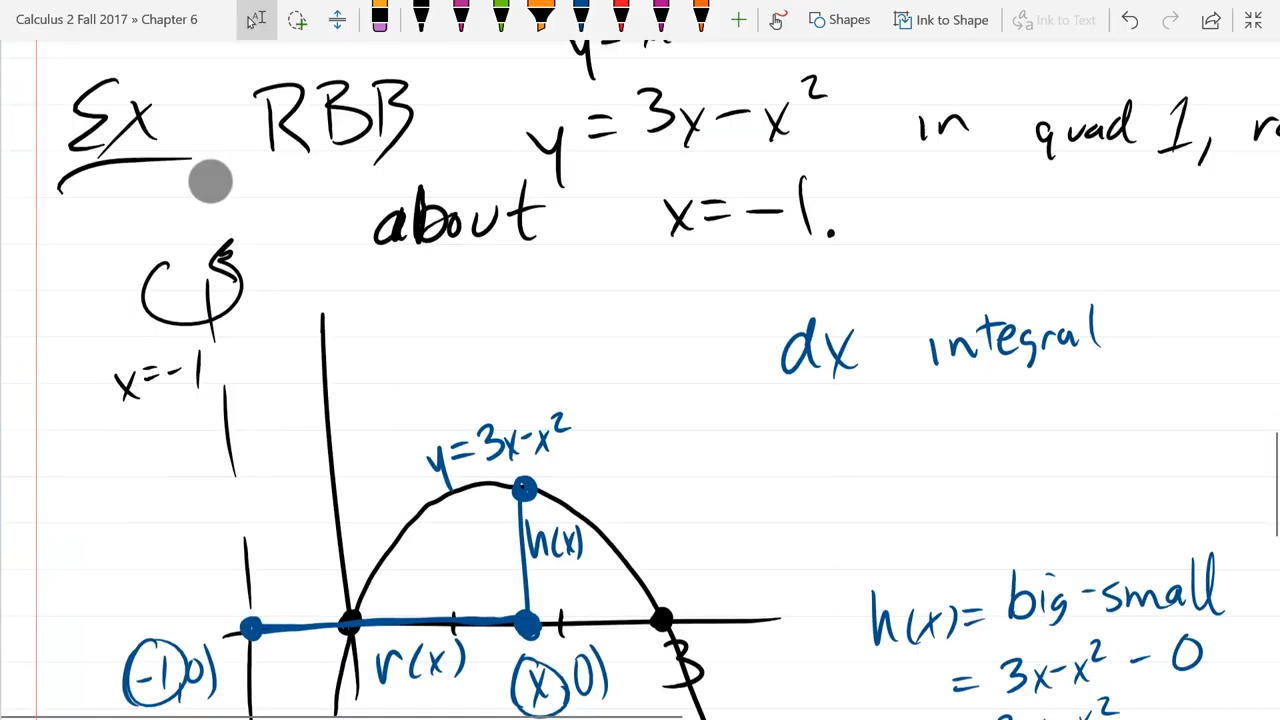 Calculus 2 Fall 2017 » Chapter 6
Shapes
Ink to Shape
Ink to Text
Ex RBB y = 3x - x² in quad 1,
about x = -1.
x = -1
dx integral
y = 3x - x²
h(x)
h(x) = big - small
= 3x - x² - 0
(-1,0) r(x) (x,0) 3